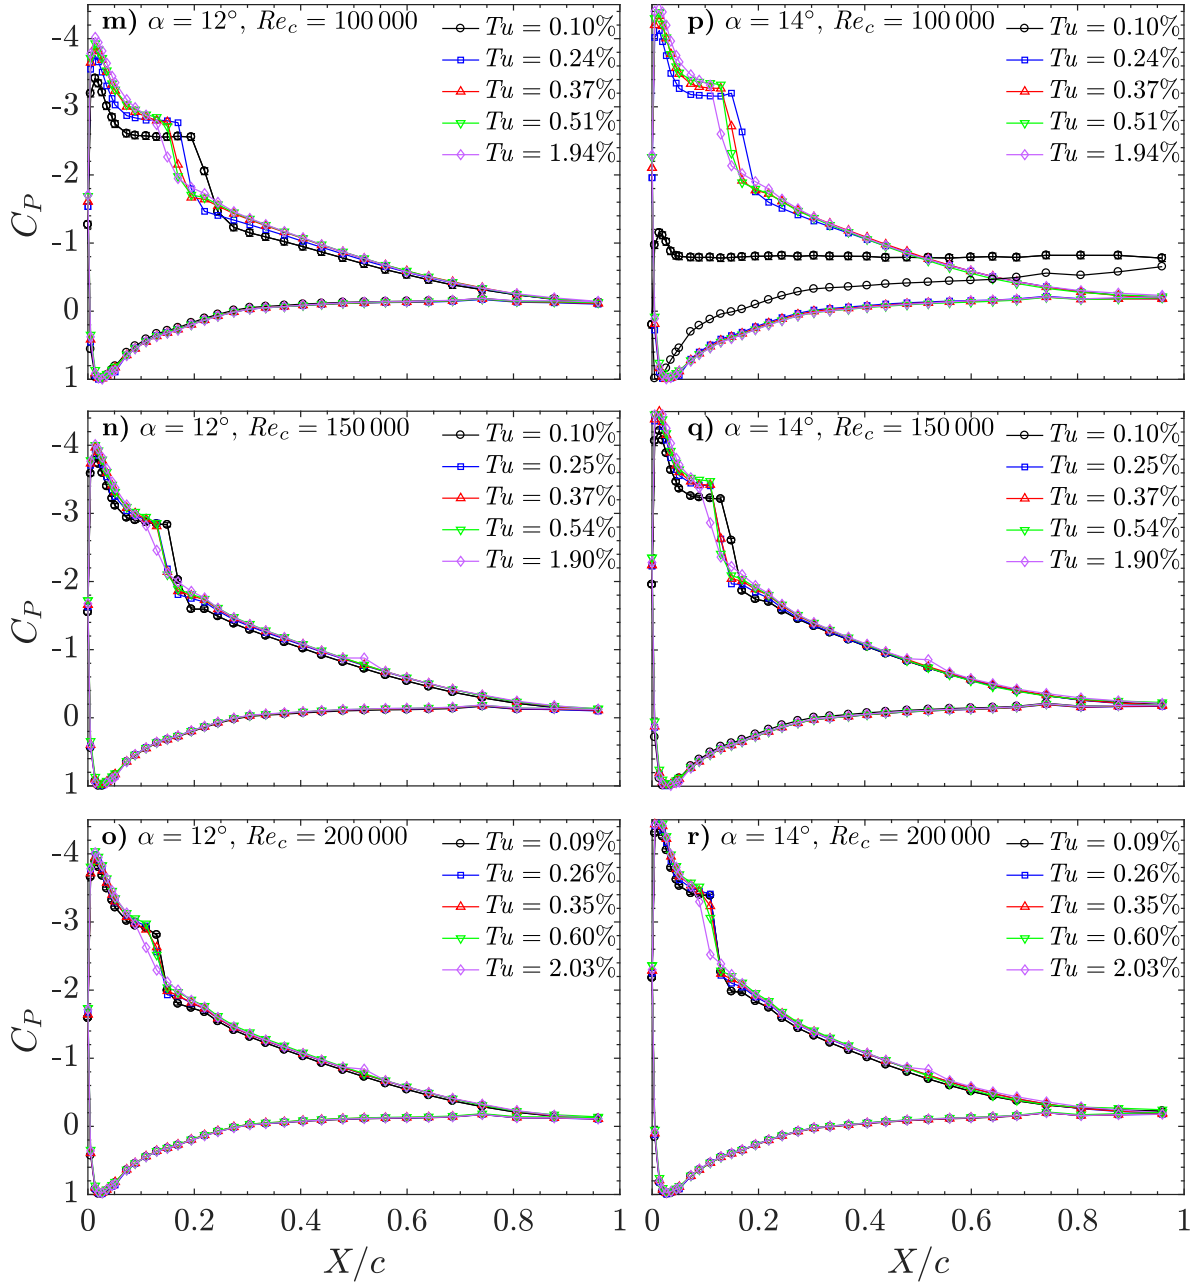 m) α = 12°, Re_c = 100 000
Tu = 0.10%
Tu = 0.24%
Tu = 0.37%
Tu = 0.51%
Tu = 1.94%
-4
-3
-2
-1
0
1
C_P
p) α = 14°, Re_c = 100 000
Tu = 0.10%
Tu = 0.24%
Tu = 0.37%
Tu = 0.51%
Tu = 1.94%
n) α = 12°, Re_c = 150 000
Tu = 0.10%
Tu = 0.25%
Tu = 0.37%
Tu = 0.54%
Tu = 1.90%
-4
-3
-2
-1
0
1
C_P
q) α = 14°, Re_c = 150 000
Tu = 0.10%
Tu = 0.25%
Tu = 0.37%
Tu = 0.54%
Tu = 1.90%
o) α = 12°, Re_c = 200 000
Tu = 0.09%
Tu = 0.26%
Tu = 0.35%
Tu = 0.60%
Tu = 2.03%
-4
-3
-2
-1
0
1
C_P
0 0.2 0.4 0.6 0.8 1
X/c
r) α = 14°, Re_c = 200 000
Tu = 0.09%
Tu = 0.26%
Tu = 0.35%
Tu = 0.60%
Tu = 2.03%
0 0.2 0.4 0.6 0.8 1
X/c